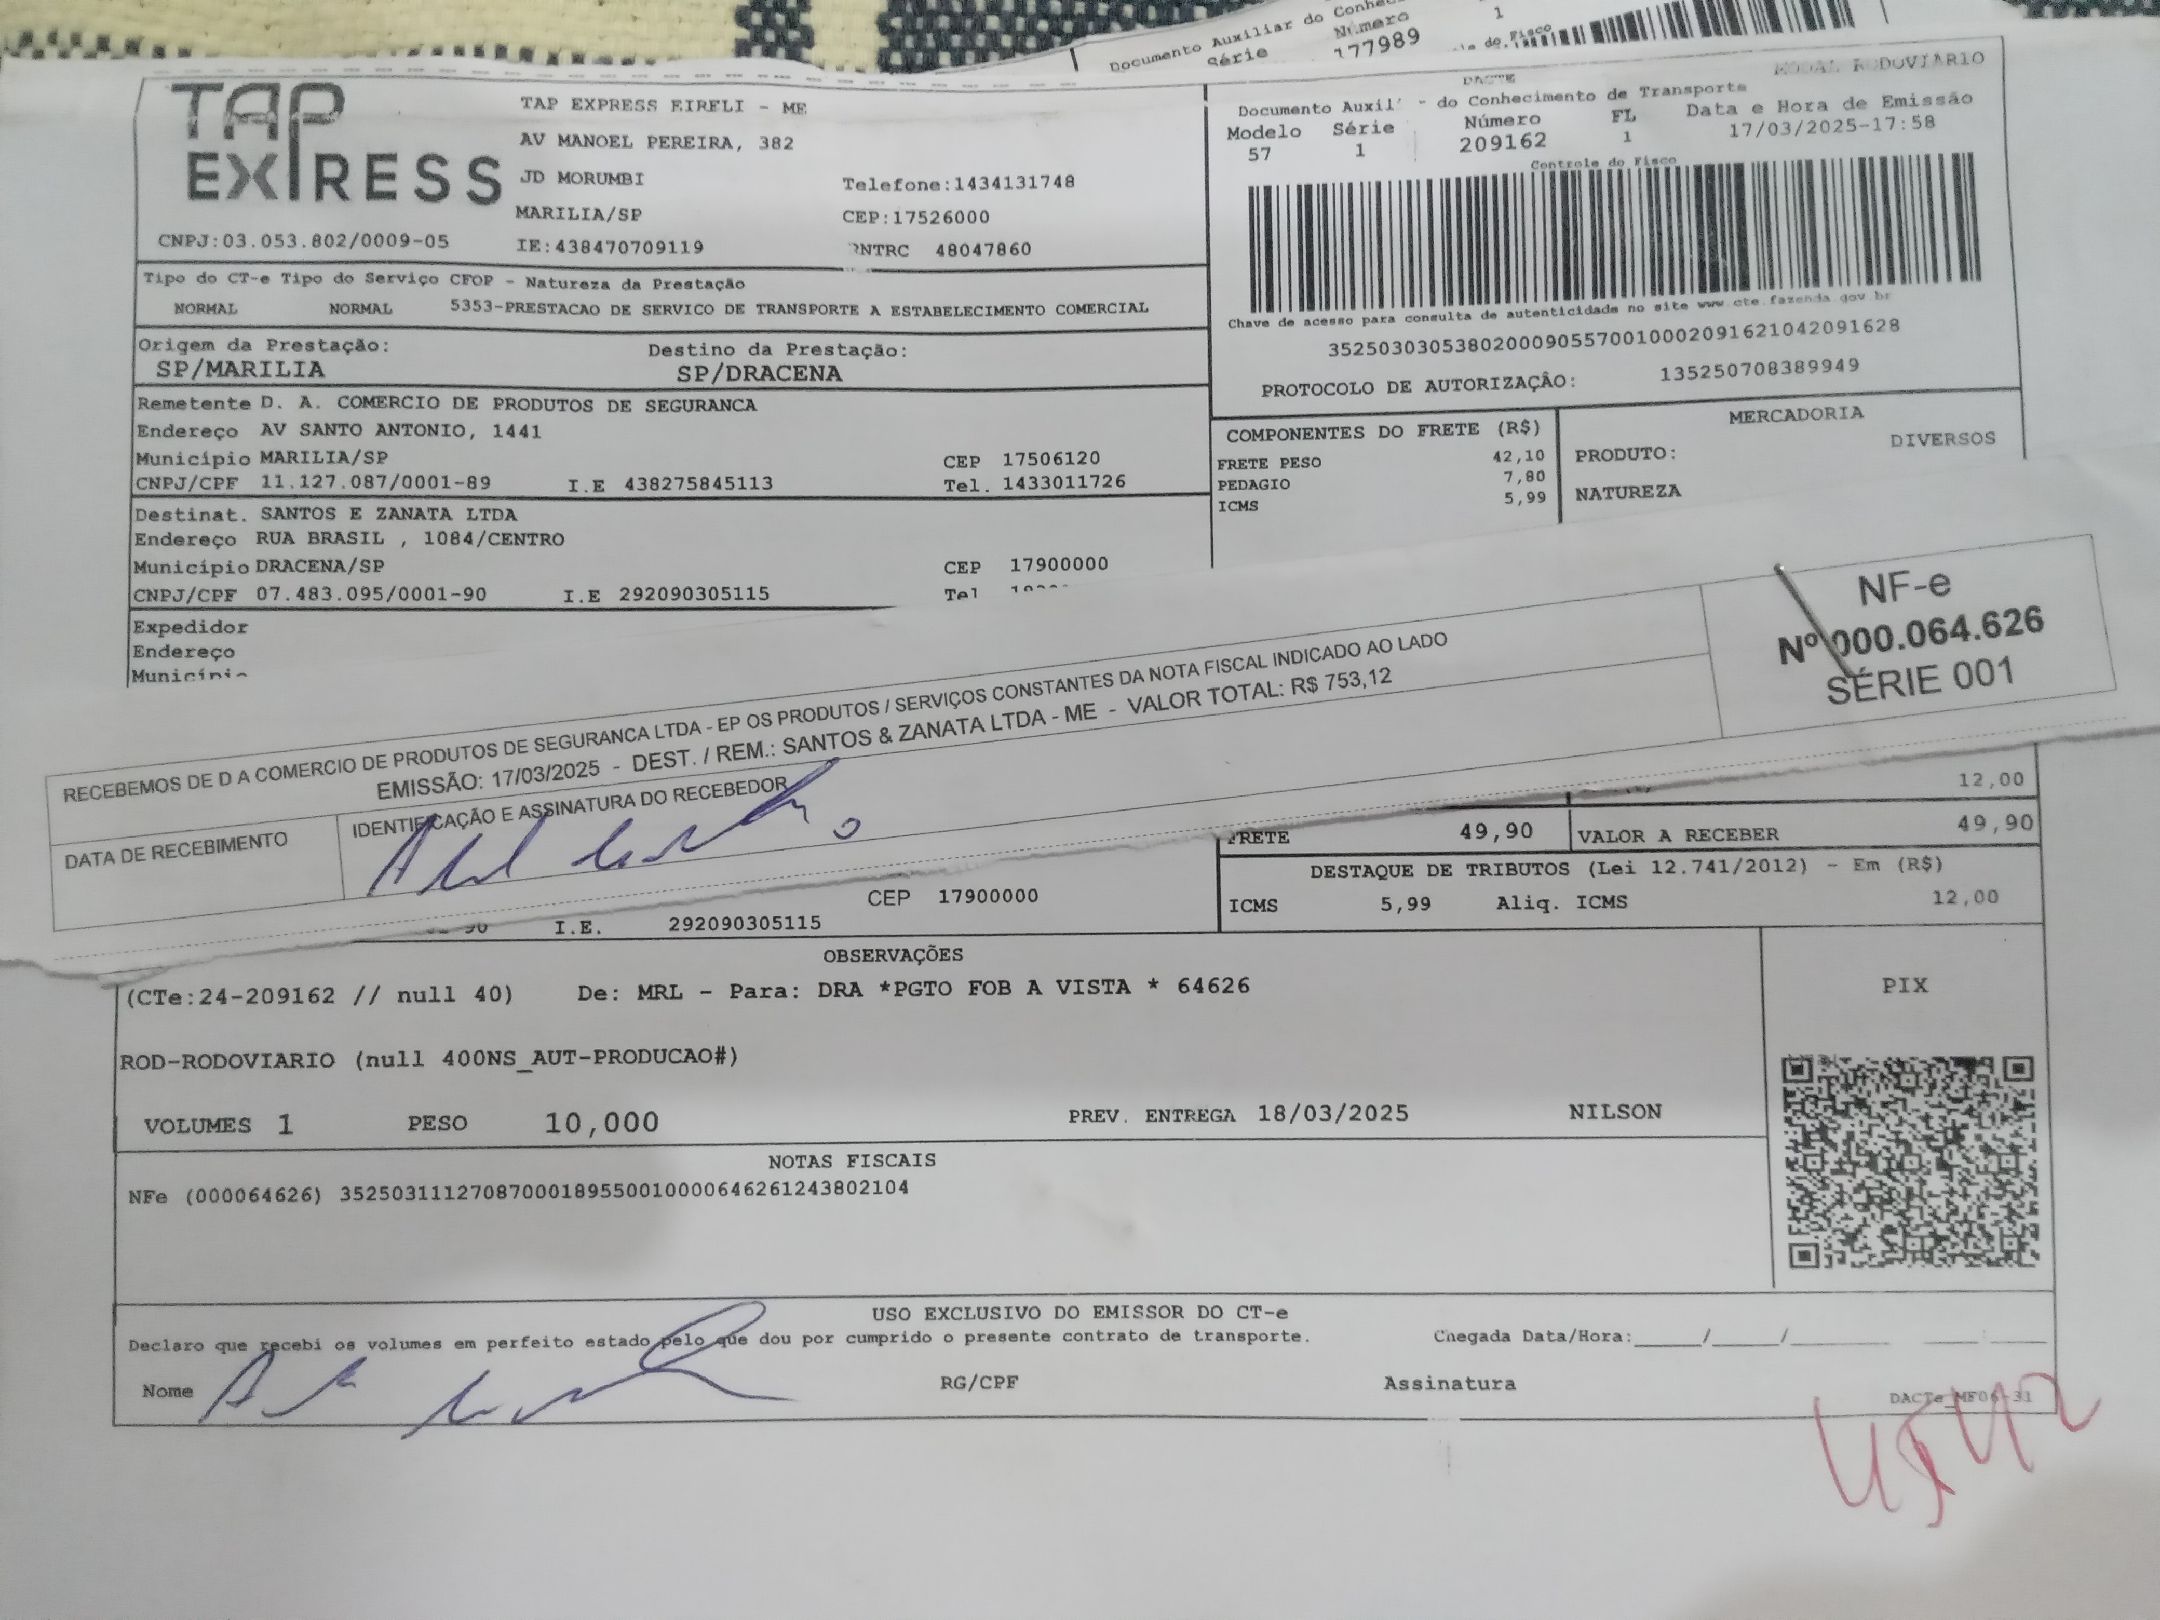 Documento Auxiliar do Conhec
Série Número 1
177989
TAP
EXPRESS
TAP EXPRESS EIRELI - ME
AV MANOEL PEREIRA, 382
JD MORUMBI Telefone:1434131748
MARILIA/SP CEP:17526000
CNPJ:03.053.802/0009-05 IE:438470709119 RNTRC 48047860
DACTE MODAL RODOVIARIO
Documento Auxil - do Conhecimento de Transporte
Modelo Série Número FL Data e Hora de Emissão
57 1 209162 1 17/03/2025-17:58
Controle do Fisco
Chave de acesso para consulta de autenticidade no site www.cte.fazenda.gov.br
35250303053802000905570010002091621042091628
PROTOCOLO DE AUTORIZAÇÃO: 135250708389949
Tipo do CT-e Tipo do Serviço CFOP - Natureza da Prestação
NORMAL NORMAL 5353-PRESTACAO DE SERVICO DE TRANSPORTE A ESTABELECIMENTO COMERCIAL
Origem da Prestação: Destino da Prestação:
SP/MARILIA SP/DRACENA
Remetente D. A. COMERCIO DE PRODUTOS DE SEGURANCA
Endereço AV SANTO ANTONIO, 1441
Município MARILIA/SP CEP 17506120
CNPJ/CPF 11.127.087/0001-89 I.E 438275845113 Tel. 1433011726
Destinat. SANTOS E ZANATA LTDA
Endereço RUA BRASIL , 1084/CENTRO
Município DRACENA/SP CEP 17900000
CNPJ/CPF 07.483.095/0001-90 I.E 292090305115 Tel
Expedidor
Endereço
Município
COMPONENTES DO FRETE (R$)
FRETE PESO 42,10
PEDAGIO 7,80
ICMS 5,99
MERCADORIA
PRODUTO: DIVERSOS
NATUREZA
RECEBEMOS DE D A COMERCIO DE PRODUTOS DE SEGURANCA LTDA - EP OS PRODUTOS / SERVIÇOS CONSTANTES DA NOTA FISCAL INDICADO AO LADO
EMISSÃO: 17/03/2025 - DEST. / REM.: SANTOS & ZANATA LTDA - ME - VALOR TOTAL: R$ 753,12
DATA DE RECEBIMENTO IDENTIFICAÇÃO E ASSINATURA DO RECEBEDOR
NF-e
Nº 000.064.626
SÉRIE 001
12,00
FRETE 49,90 VALOR A RECEBER 49,90
DESTAQUE DE TRIBUTOS (Lei 12.741/2012) - Em (R$)
ICMS 5,99 Aliq. ICMS 12,00
CEP 17900000
I.E. 292090305115
OBSERVAÇÕES
(CTe:24-209162 // null 40) De: MRL - Para: DRA *PGTO FOB A VISTA * 64626
ROD-RODOVIARIO (null 400NS_AUT-PRODUCAO#)
VOLUMES 1 PESO 10,000 PREV. ENTREGA 18/03/2025 NILSON
PIX
NOTAS FISCAIS
NFe (000064626) 35250311127087000189550010000646261243802104
USO EXCLUSIVO DO EMISSOR DO CT-e
Declaro que recebi os volumes em perfeito estado pelo que dou por cumprido o presente contrato de transporte. Chegada Data/Hora:_____/_____/________ ____:____
Nome RG/CPF Assinatura DACTe_MF06-31